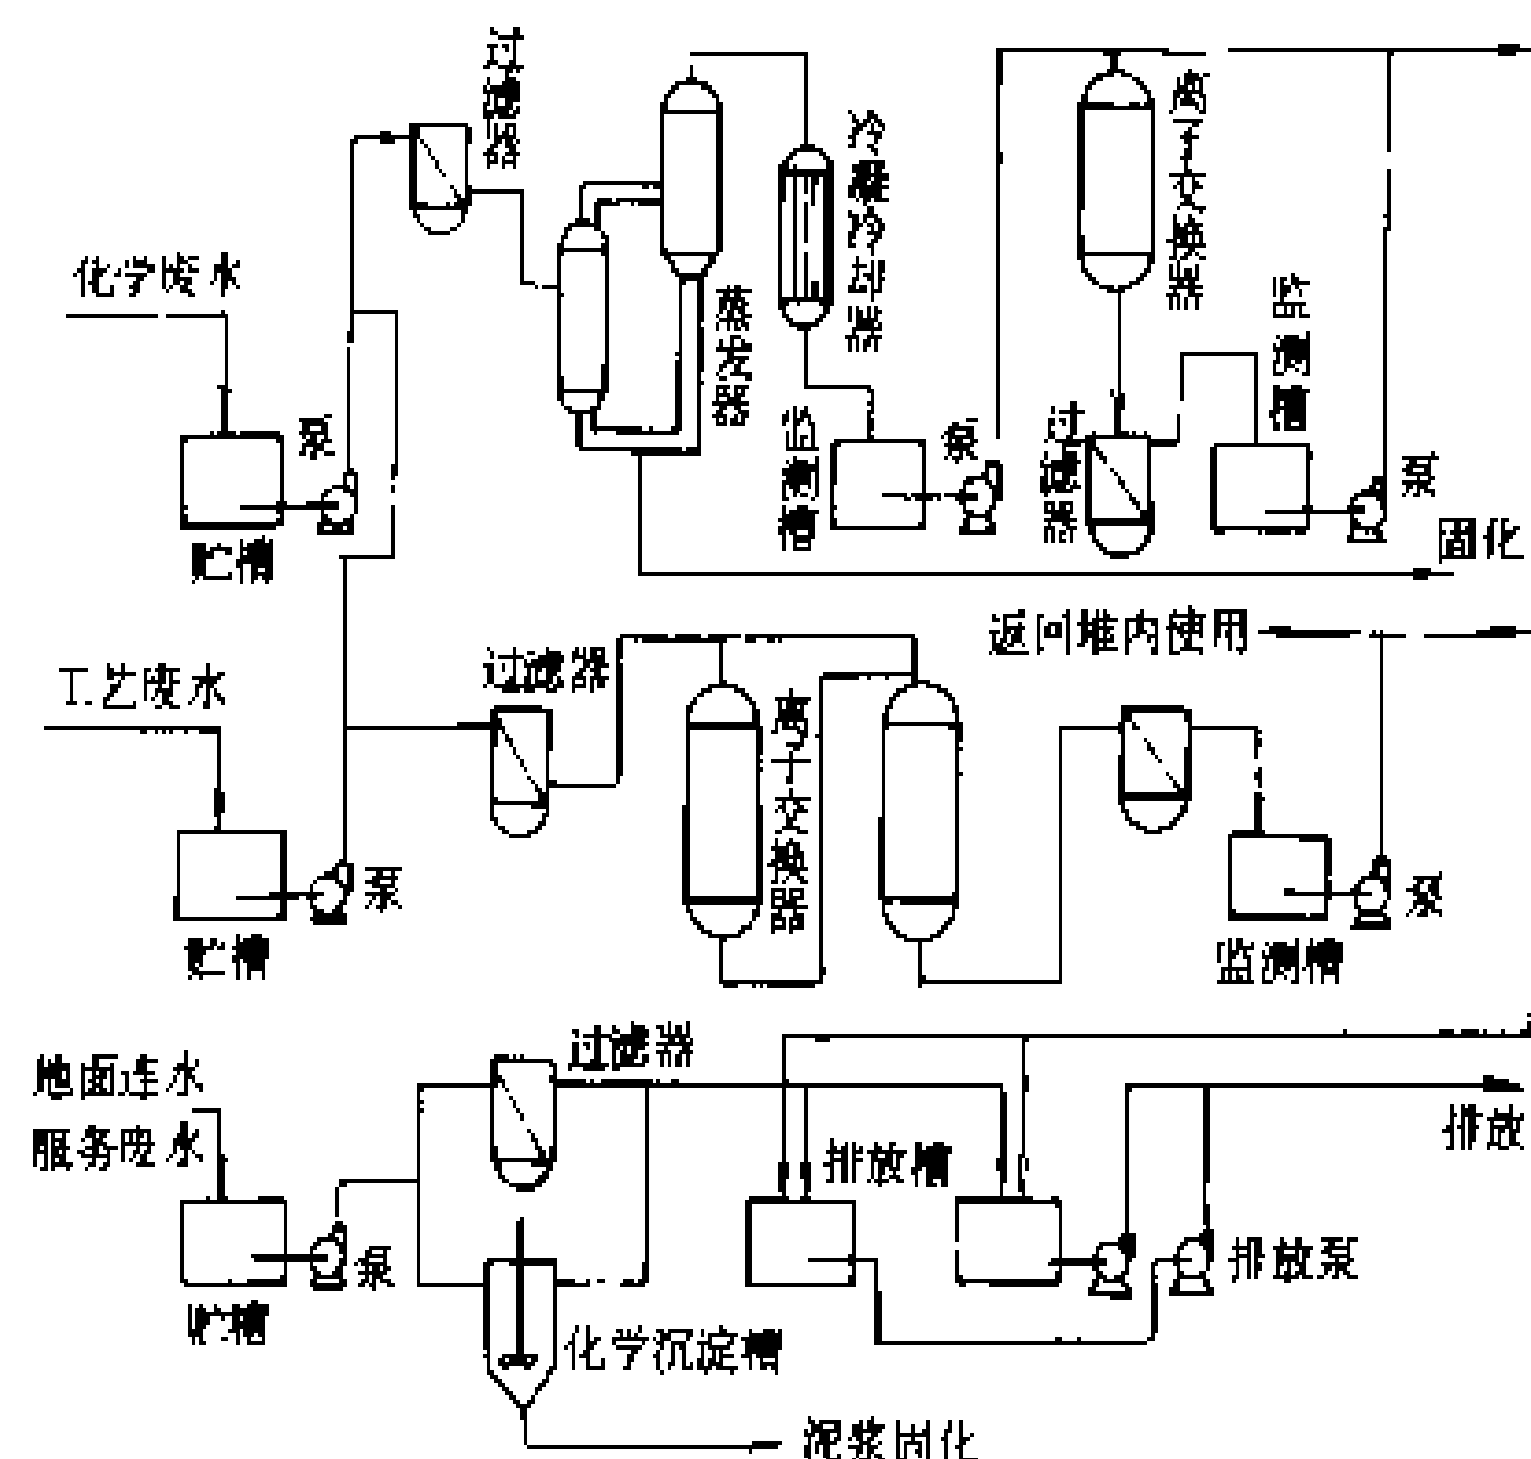 过滤器
冷凝过冷器
离子交换器
化学废水
蒸发器
监测槽
泵
监测槽
泵
过滤器
泵
贮槽
固化
返回堆内使用
工艺废水
过滤器
离子交换器
泵
泵
贮槽
监测槽
过滤器
地面连水
服务废水
排放
排放槽
泵
排放泵
贮槽
化学沉淀槽
泥浆固化